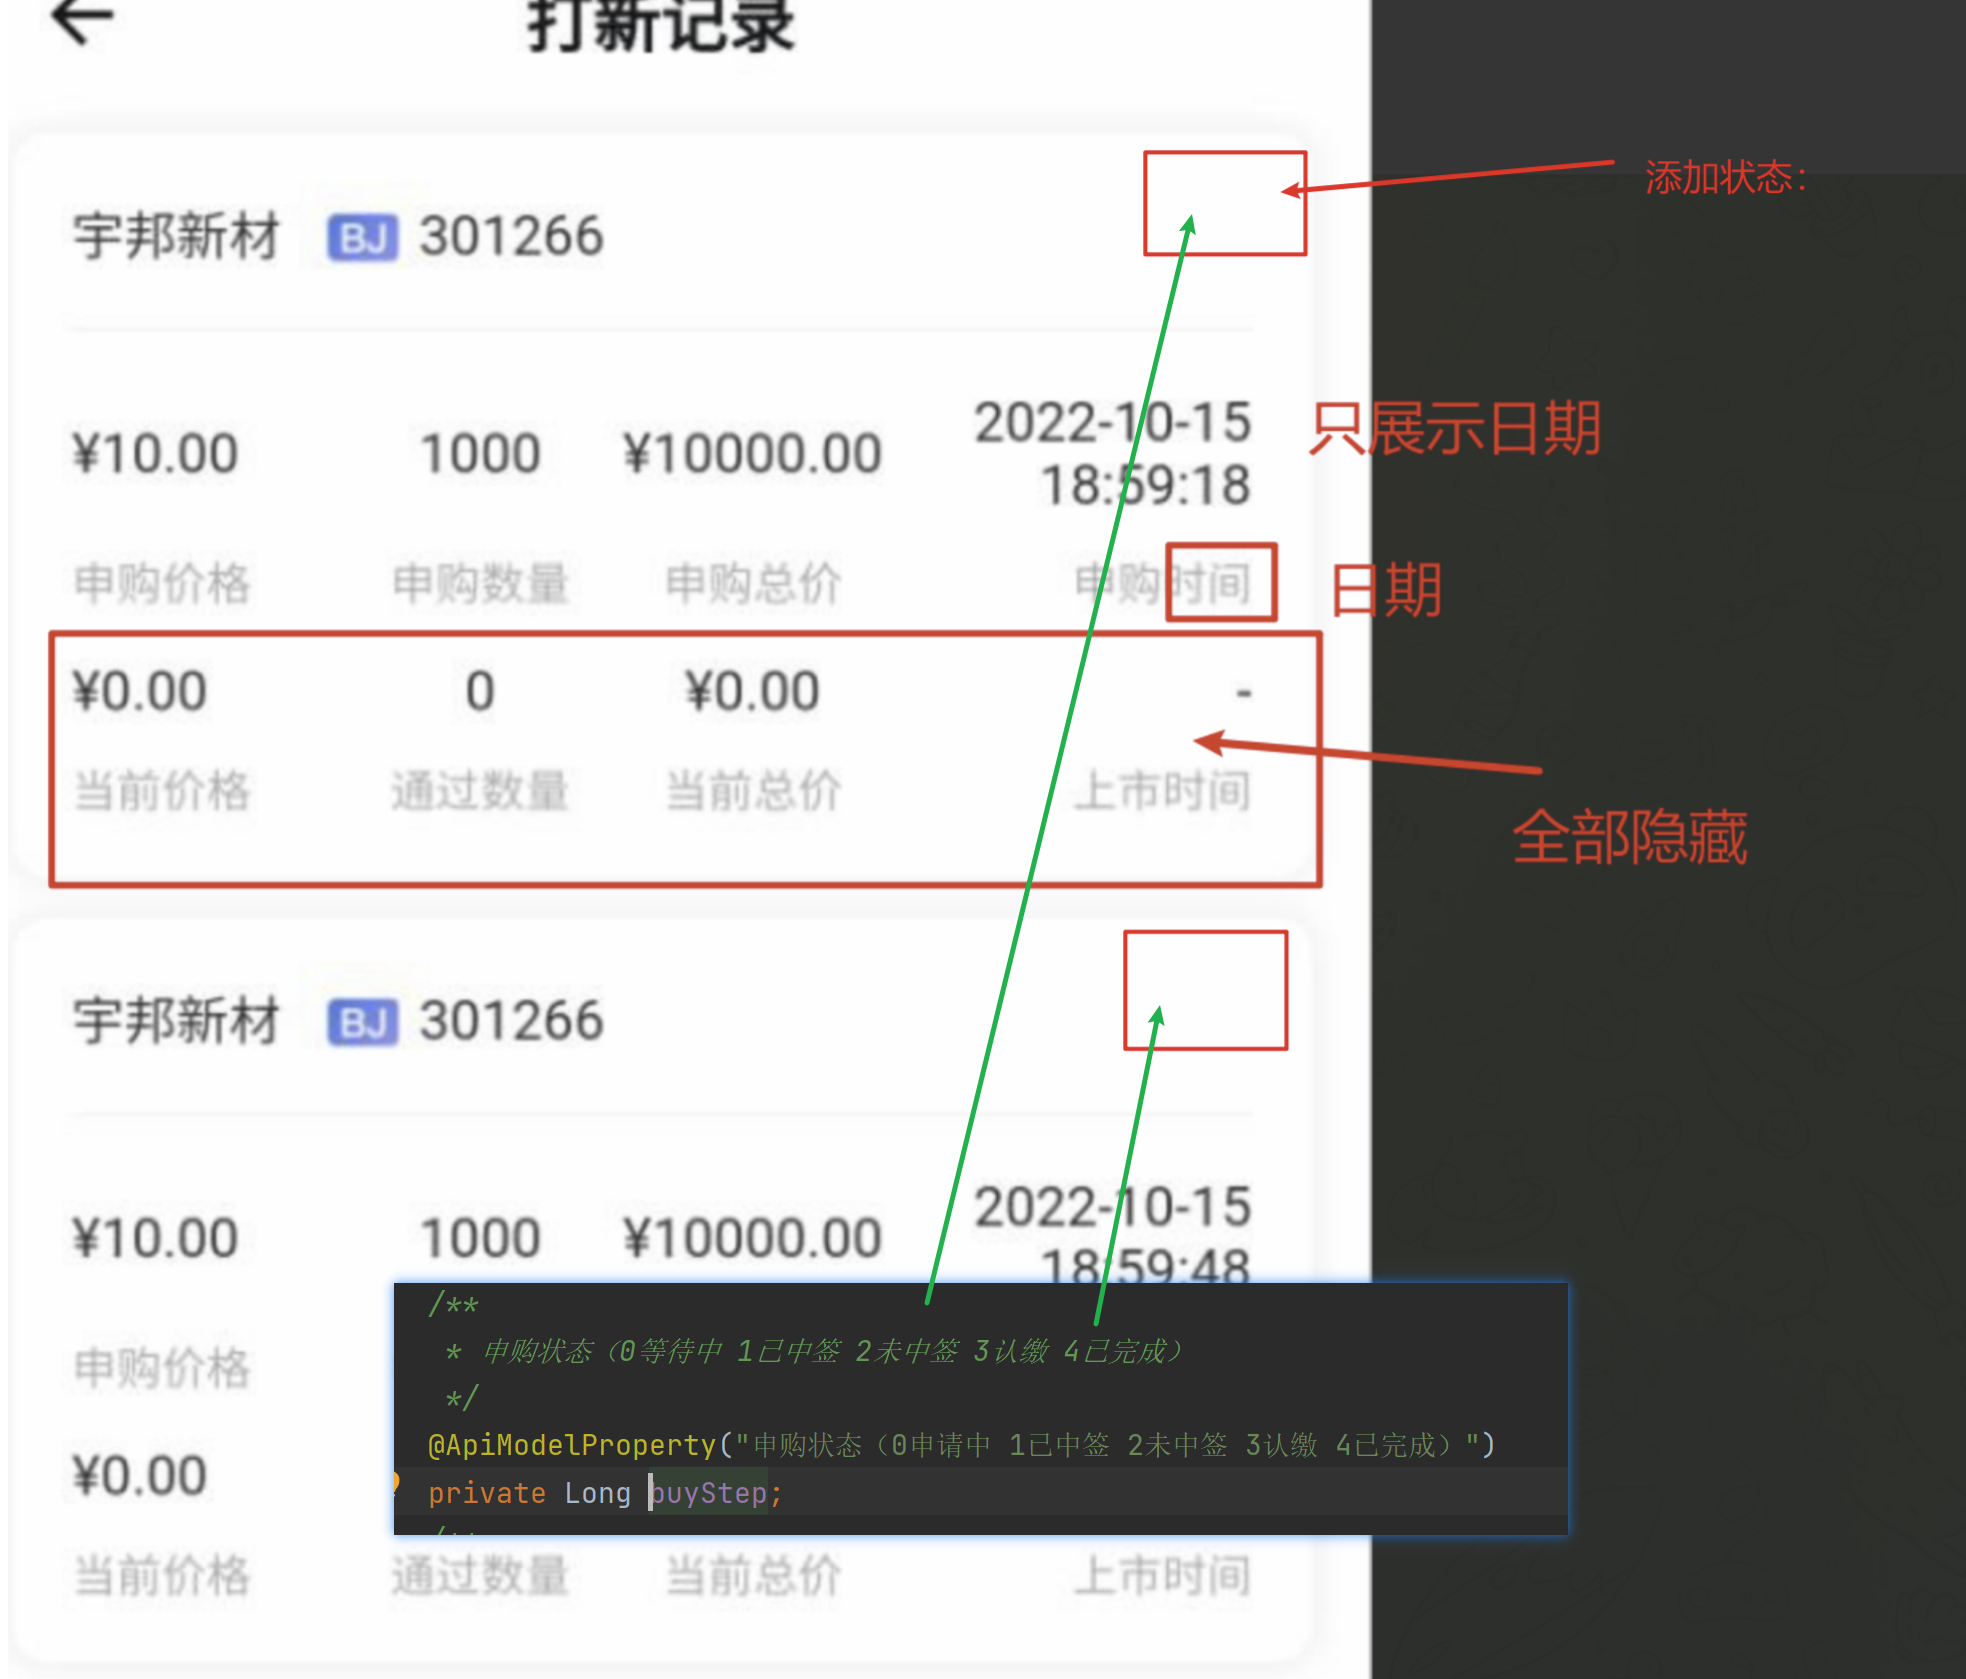 打新记录
添加状态：
宇邦新材 BJ 301266
¥10.00 1000 ¥10000.00 2022-10-15 18:59:18
只展示日期
申购价格 申购数量 申购总价 申购时间
日期
¥0.00 0 ¥0.00 -
当前价格 通过数量 当前总价 上市时间
全部隐藏
宇邦新材 BJ 301266
¥10.00 1000 ¥10000.00 2022-10-15 18:59:48
申购价格
¥0.00
/**
* 申购状态（0等待中 1已中签 2未中签 3认缴 4已完成）
*/
@ApiModelProperty("申购状态（0申请中 1已中签 2未中签 3认缴 4已完成）")
private Long buyStep;
当前价格 通过数量 当前总价 上市时间